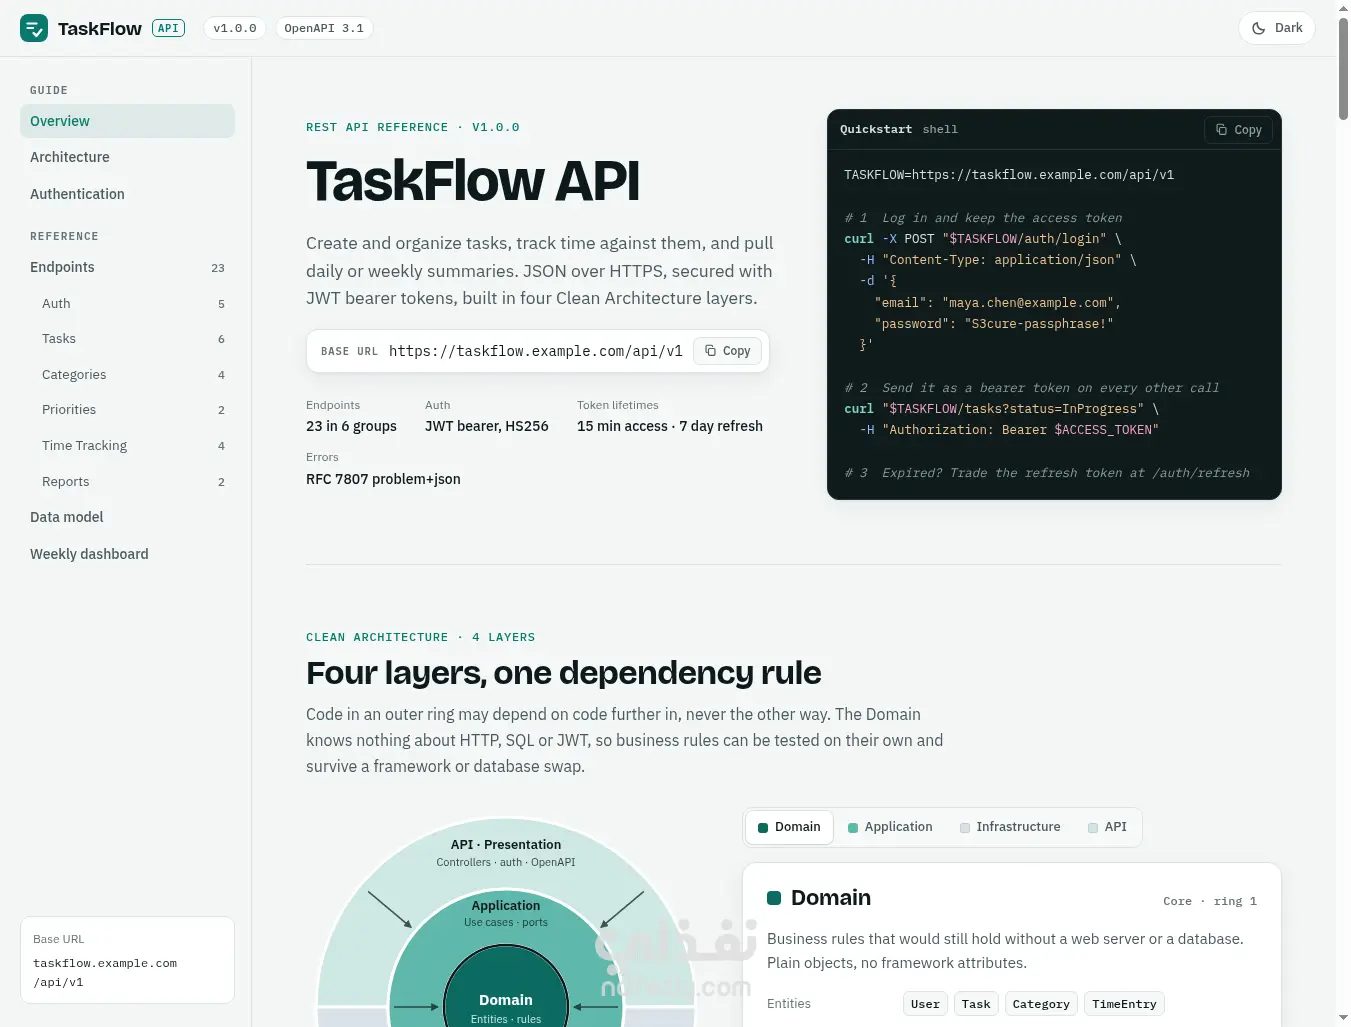 TaskFlow API v1.0.0 OpenAPI 3.1 Dark
GUIDE
Overview
Architecture
Authentication
REFERENCE
Endpoints 23
Auth 5
Tasks 6
Categories 4
Priorities 2
Time Tracking 4
Reports 2
Data model
Weekly dashboard
Base URL
taskflow.example.com
/api/v1
REST API REFERENCE · V1.0.0
TaskFlow API
Create and organize tasks, track time against them, and pull
daily or weekly summaries. JSON over HTTPS, secured with
JWT bearer tokens, built in four Clean Architecture layers.
BASE URL https://taskflow.example.com/api/v1 Copy
Endpoints
23 in 6 groups
Auth
JWT bearer, HS256
Token lifetimes
15 min access · 7 day refresh
Errors
RFC 7807 problem+json
Quickstart shell Copy
TASKFLOW=https://taskflow.example.com/api/v1
# 1  Log in and keep the access token
curl -X POST "$TASKFLOW/auth/login" \
-H "Content-Type: application/json" \
-d '{
"email": "maya.chen@example.com",
"password": "S3cure-passphrase!"
}'
# 2  Send it as a bearer token on every other call
curl "$TASKFLOW/tasks?status=InProgress" \
-H "Authorization: Bearer $ACCESS_TOKEN"
# 3  Expired? Trade the refresh token at /auth/refresh
CLEAN ARCHITECTURE · 4 LAYERS
Four layers, one dependency rule
Code in an outer ring may depend on code further in, never the other way. The Domain
knows nothing about HTTP, SQL or JWT, so business rules can be tested on their own and
survive a framework or database swap.
API · Presentation
Controllers · auth · OpenAPI
Application
Use cases · ports
Domain
Entities · rules
Domain Application Infrastructure API
Domain Core · ring 1
Business rules that would still hold without a web server or a database.
Plain objects, no framework attributes.
Entities User Task Category TimeEntry
نفذلي
nafezly.com